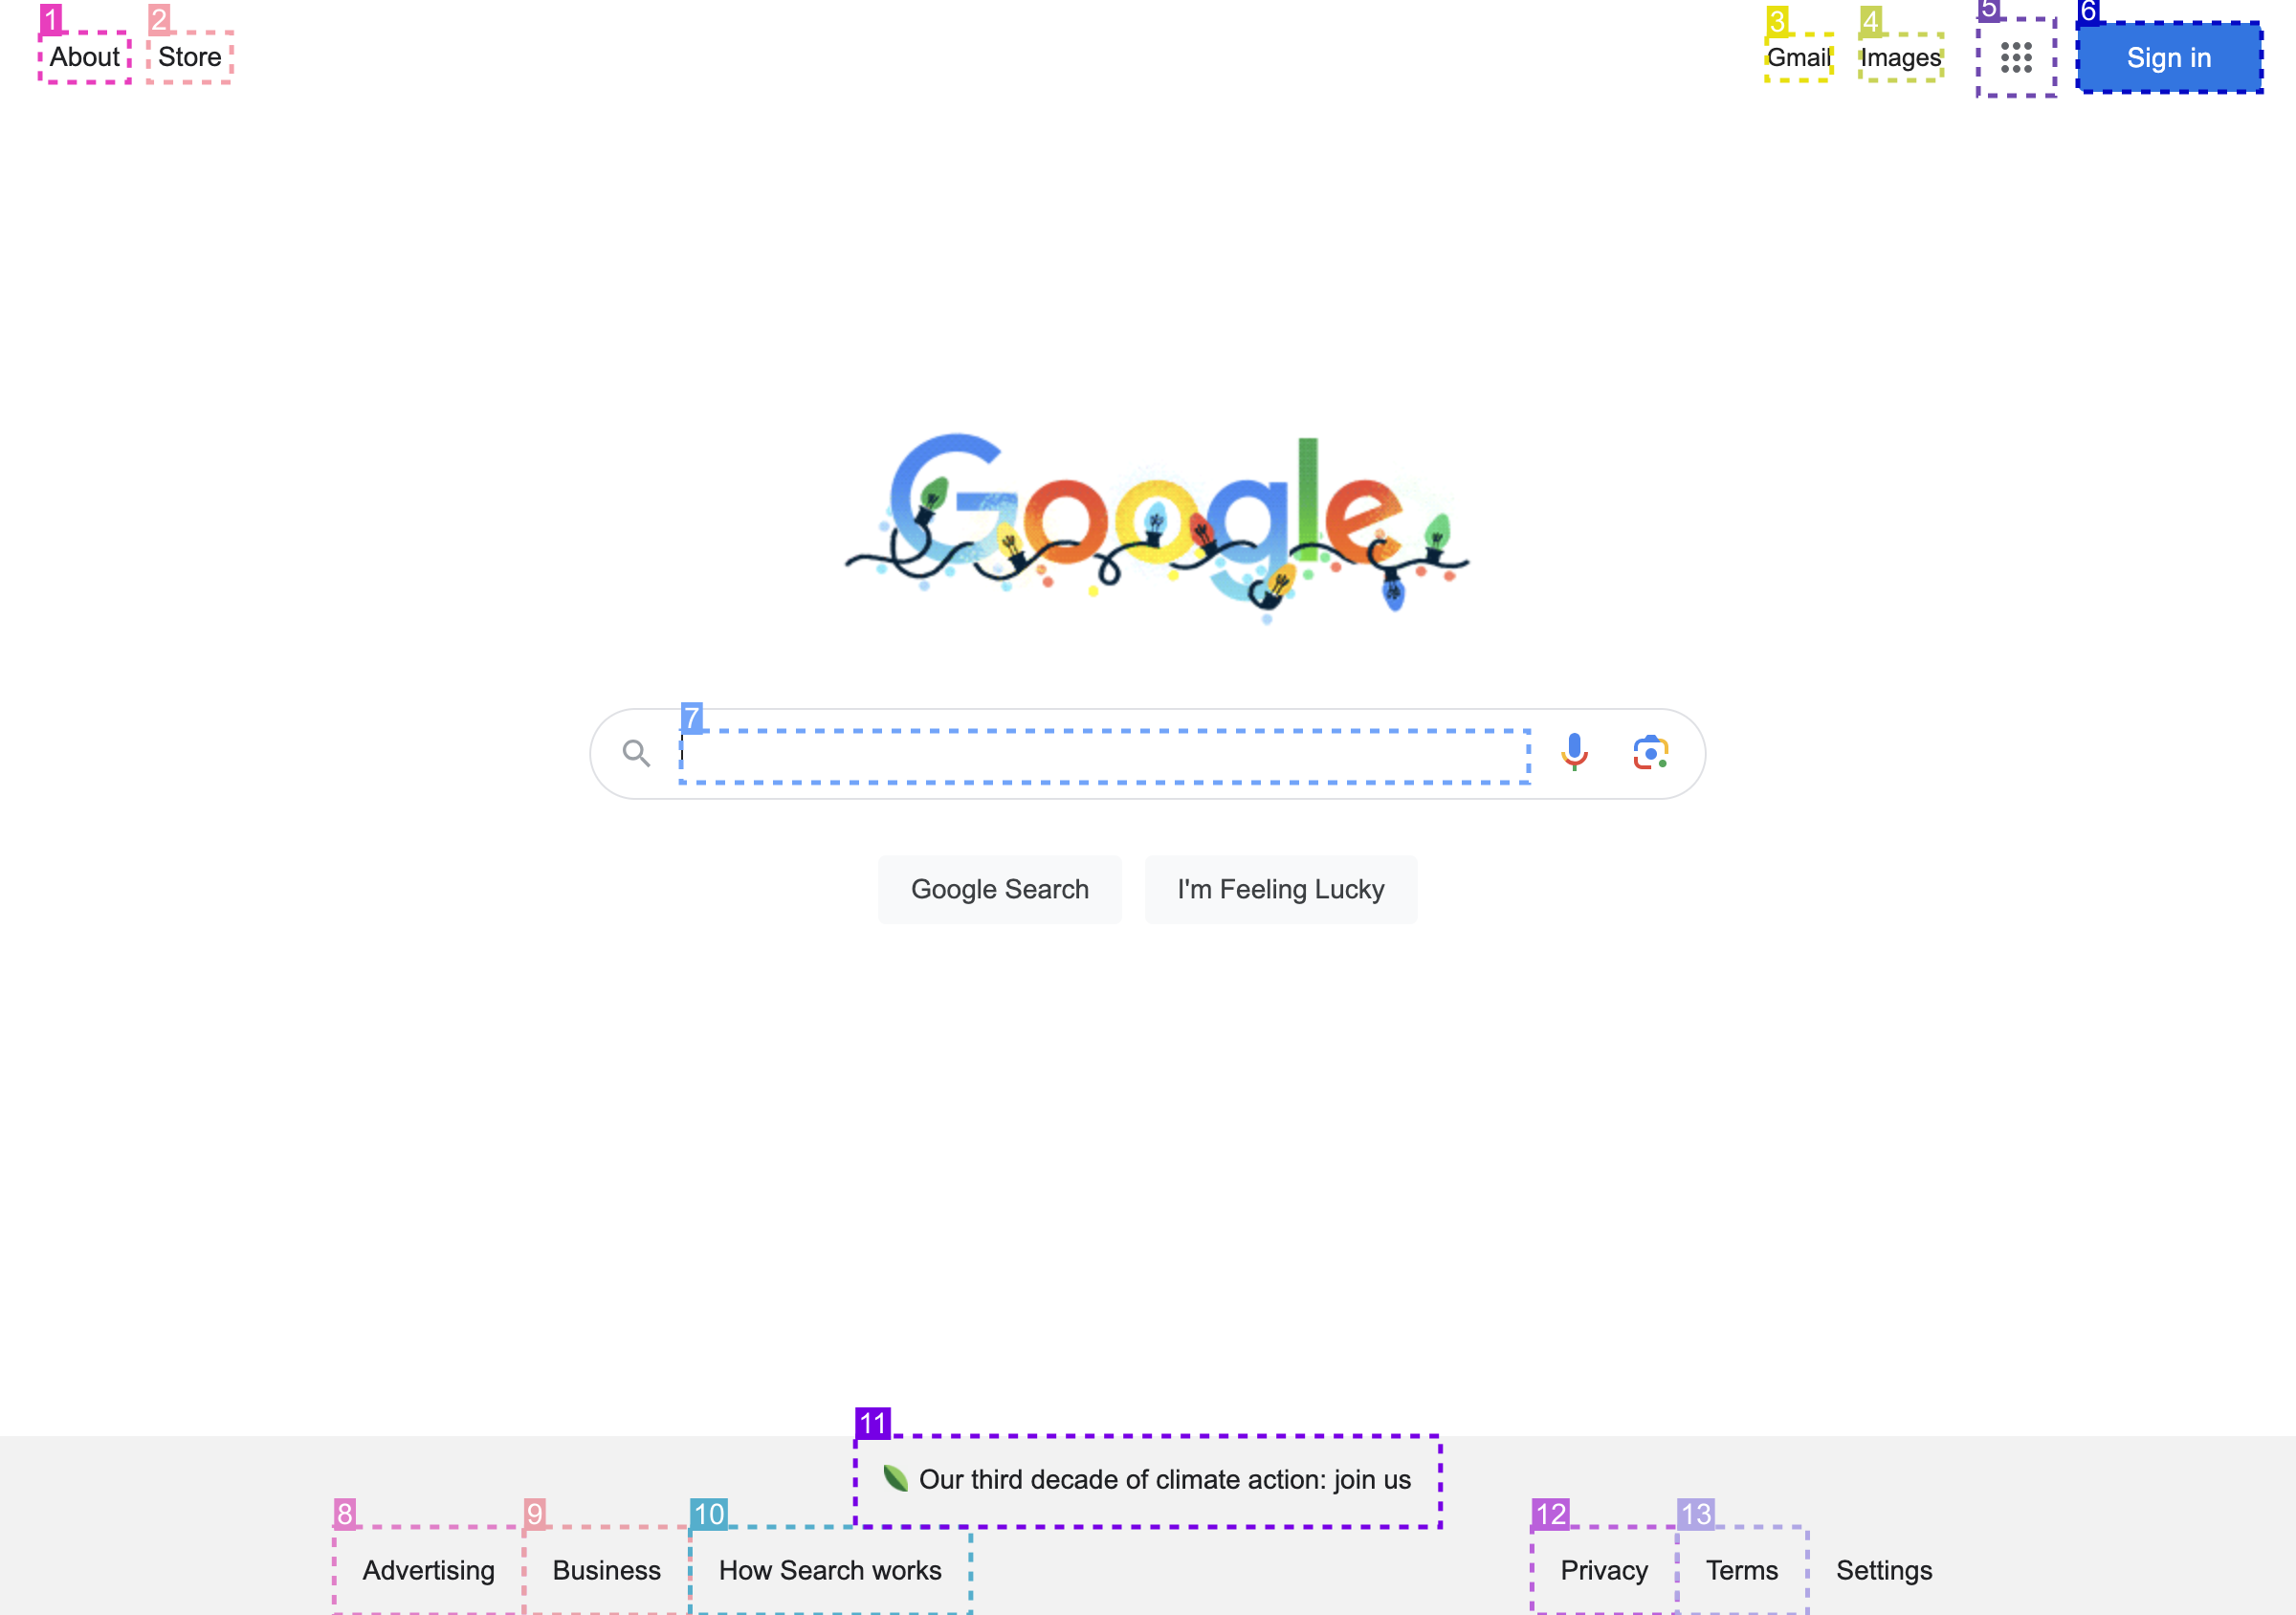 1 2 3 4 5 6
About Store Gmail Images Sign in
Google
7
Google Search I'm Feeling Lucky
11
Our third decade of climate action: join us
8 9 10 12 13
Advertising Business How Search works Privacy Terms Settings